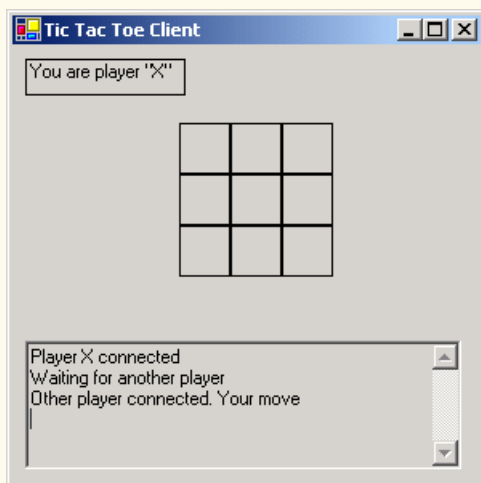 Tic Tac Toe Client
You are player "X"
Player X connected
Waiting for another player
Other player connected. Your move